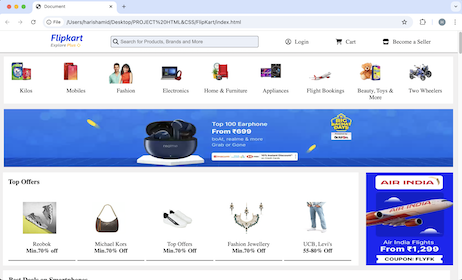 Document
File /Users/harishamid/Desktop/PROJECT%20HTML&CSS/FlipKart/index.html
Flipkart
Explore Plus
Search for Products, Brands and More
Login
Cart
Become a Seller
Kilos
Mobiles
Fashion
Electronics
Home & Furniture
Appliances
Flight Bookings
Beauty, Toys & More
Two Wheelers
Top 100 Earphone
From ₹699
boAt, realme & more
Grab or Gone
BIG
DAYS
Top Offers
AIR INDIA
Reebok
Min.70% off
Michael Kors
Min.70% Off
Top Offers
Min.70% Off
Fashion Jewellery
Min.70% Off
UCB, Levi's
55-80% Off
Air India Flights
From ₹1,299
COUPON: FLYFK
Best Deals on Smartphones